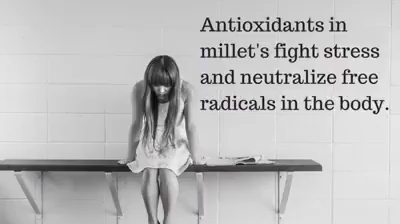 Antioxidants in
millet's fight stress
and neutralize free
radicals in the body.